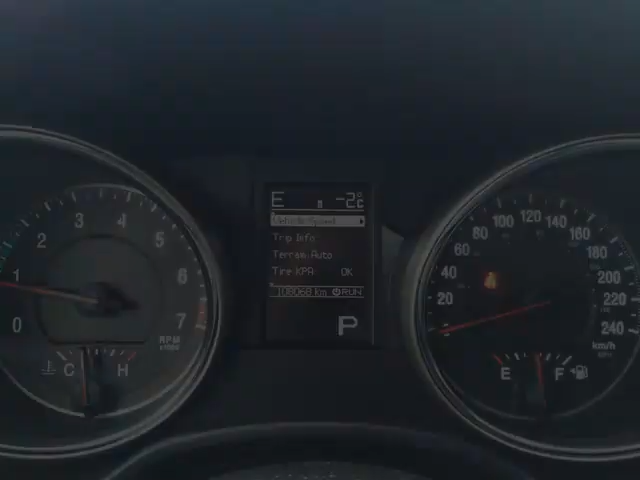 0 1 2 3 4 5 6 7
RPM
x1000
C H
E -2°C
Vehicle Speed
Trip Info
Terrain: Auto
Tire KPA OK
108068 km RUN
P
20 40 60 80 100 120 140 160 180 200 220 240
km/h
E F